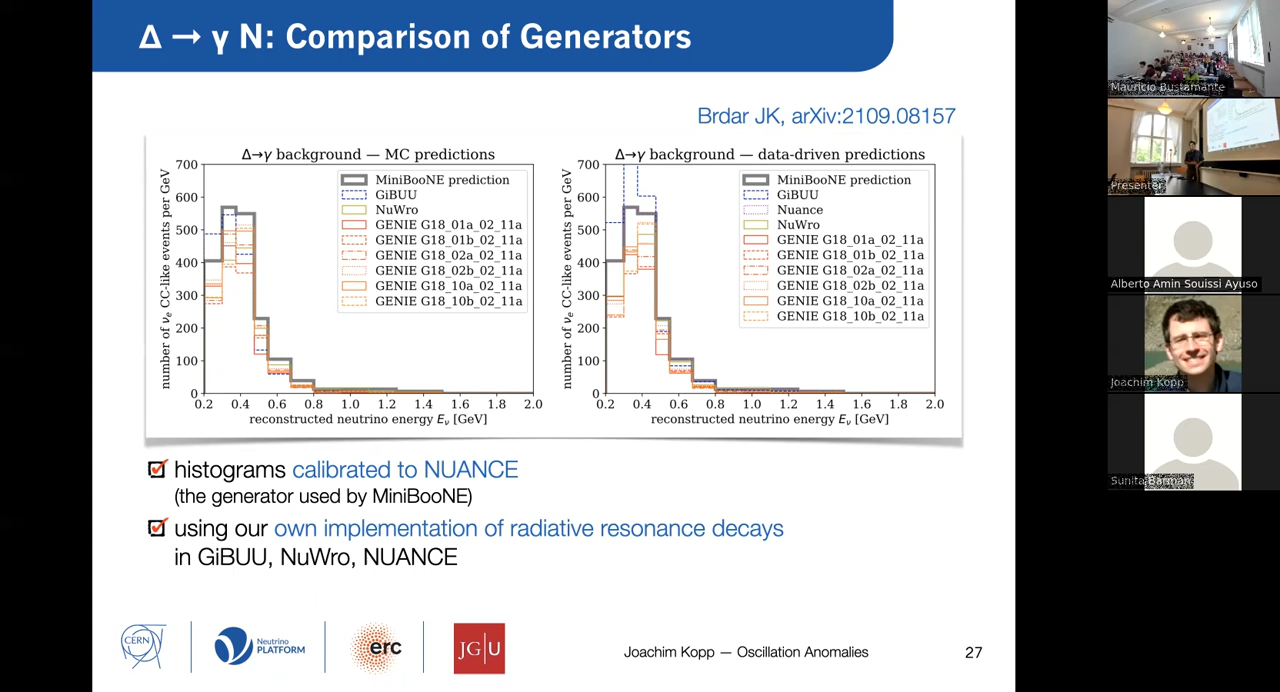 Δ → γ N: Comparison of Generators
Brdar JK, arXiv:2109.08157
Δ→γ background — MC predictions
number of νe CC-like events per GeV
700
600
500
400
300
200
100
0
MiniBooNE prediction
GiBUU
NuWro
GENIE G18_01a_02_11a
GENIE G18_01b_02_11a
GENIE G18_02a_02_11a
GENIE G18_02b_02_11a
GENIE G18_10a_02_11a
GENIE G18_10b_02_11a
0.2 0.4 0.6 0.8 1.0 1.2 1.4 1.6 1.8 2.0
reconstructed neutrino energy Eν [GeV]
Δ→γ background — data-driven predictions
number of νe CC-like events per GeV
700
600
500
400
300
200
100
0
MiniBooNE prediction
GiBUU
Nuance
NuWro
GENIE G18_01a_02_11a
GENIE G18_01b_02_11a
GENIE G18_02a_02_11a
GENIE G18_02b_02_11a
GENIE G18_10a_02_11a
GENIE G18_10b_02_11a
0.2 0.4 0.6 0.8 1.0 1.2 1.4 1.6 1.8 2.0
reconstructed neutrino energy Eν [GeV]
histograms calibrated to NUANCE
(the generator used by MiniBooNE)
using our own implementation of radiative resonance decays
in GiBUU, NuWro, NUANCE
CERN
Neutrino
PLATFORM
erc
JG|U
Joachim Kopp — Oscillation Anomalies
27
Mauricio Bustamante
Presenter
Alberto Amin Souissi Ayuso
Joachim Kopp
Sunita Barman